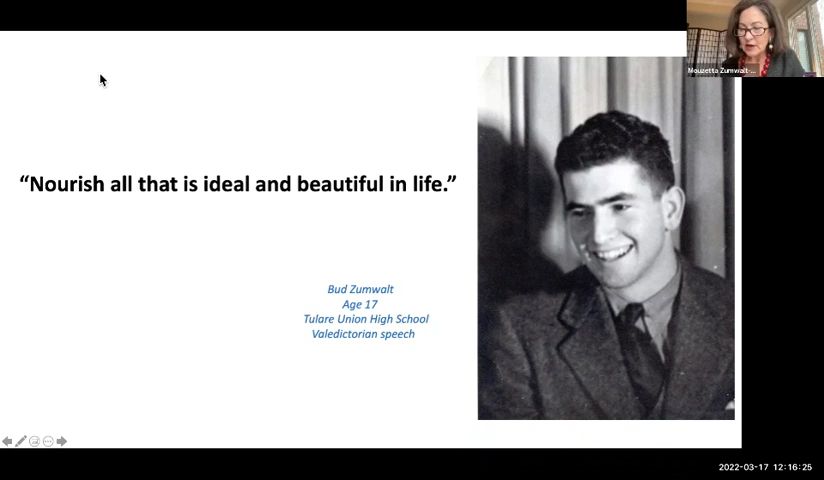 Mouzetta Zumwalt-...
“Nourish all that is ideal and beautiful in life.”
Bud Zumwalt
Age 17
Tulare Union High School
Valedictorian speech
2022-03-17 12:16:25